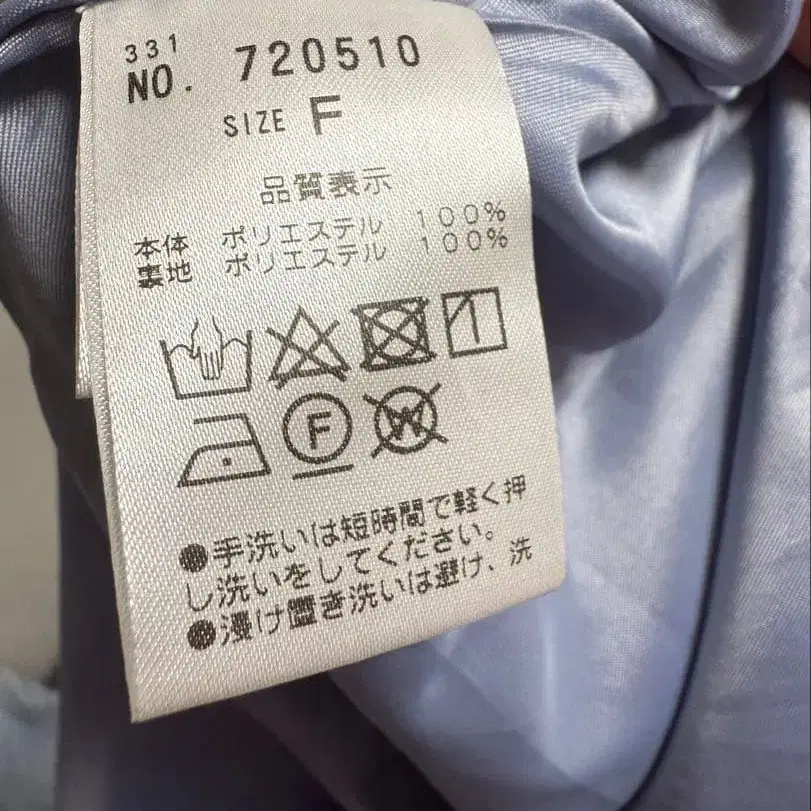 331
NO. 720510
SIZE F
品質表示
本体 ポリエステル 100%
裏地 ポリエステル 100%
F
W
●手洗いは短時間で軽く押
し洗いをしてください。
●浸け置き洗いは避け、洗